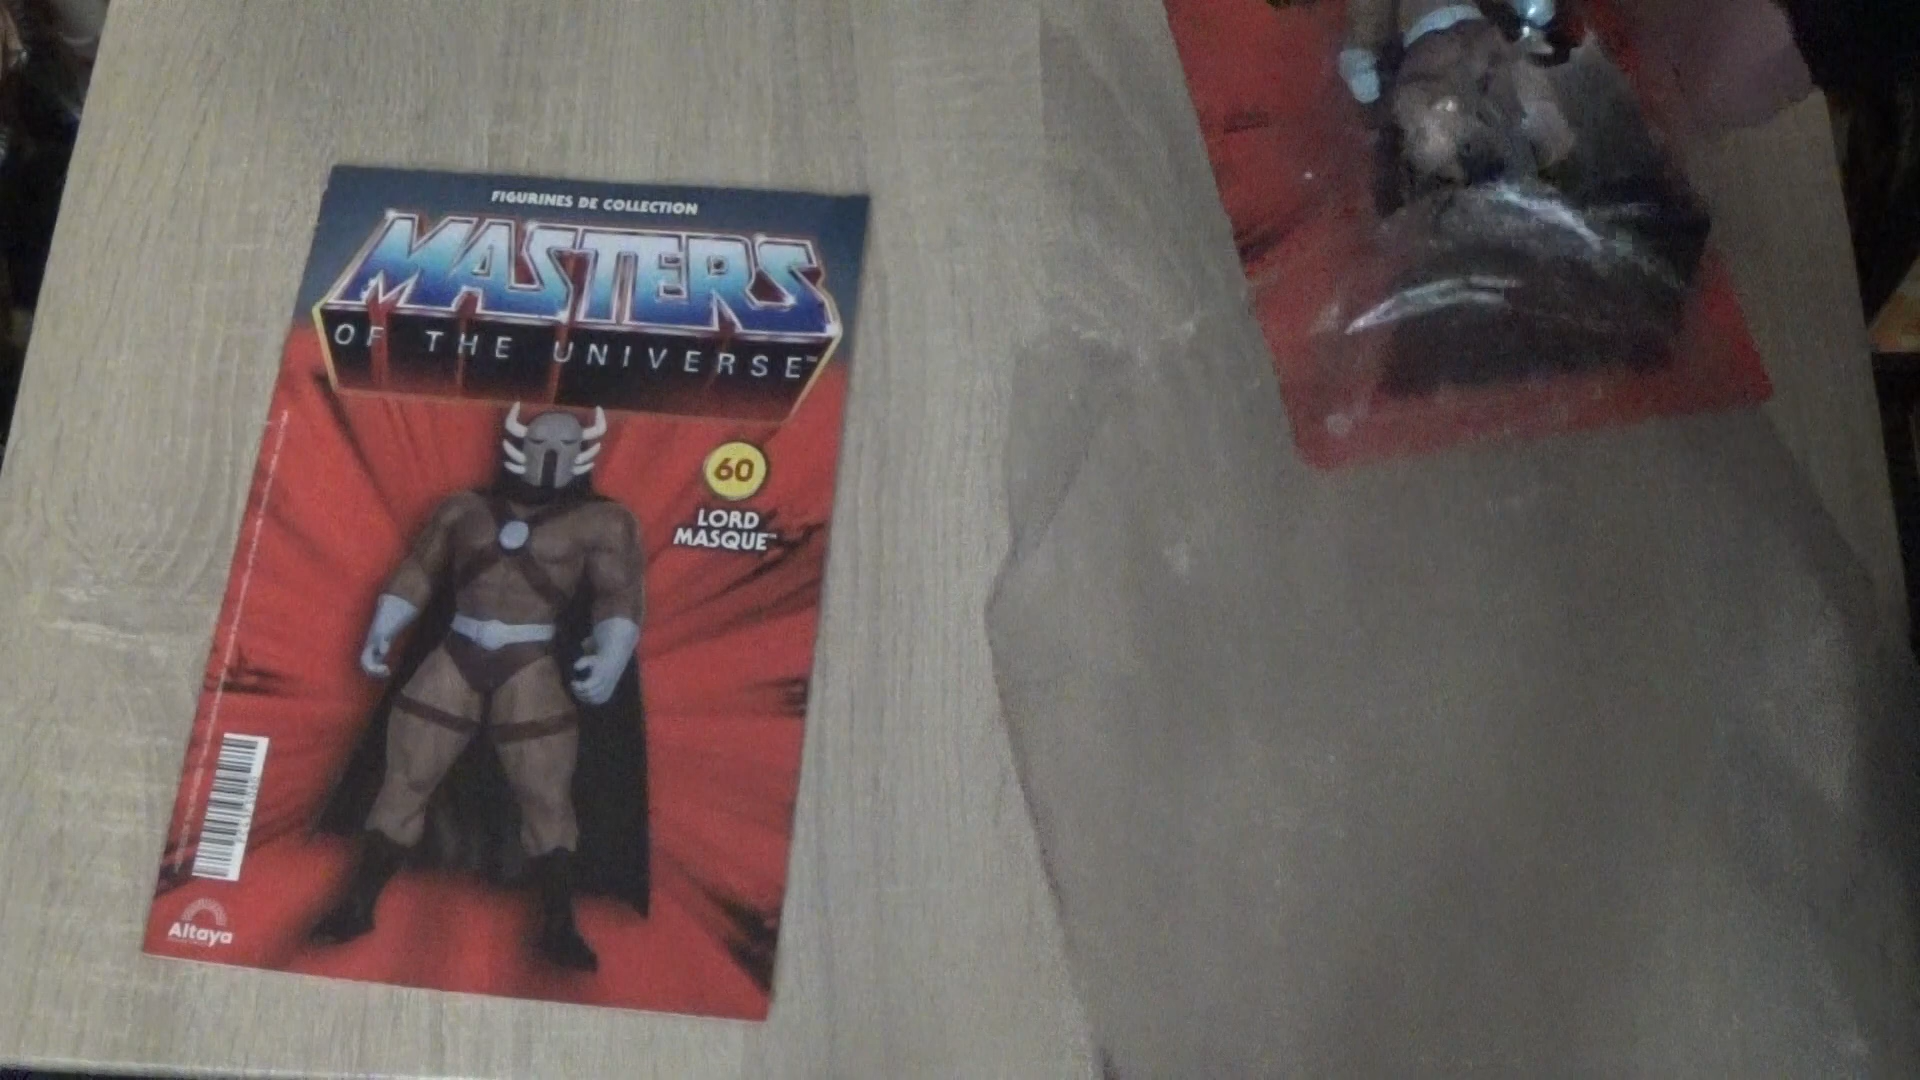 FIGURINES DE COLLECTION
MASTERS
OF THE UNIVERSE™
60
LORD
MASQUE™
Altaya